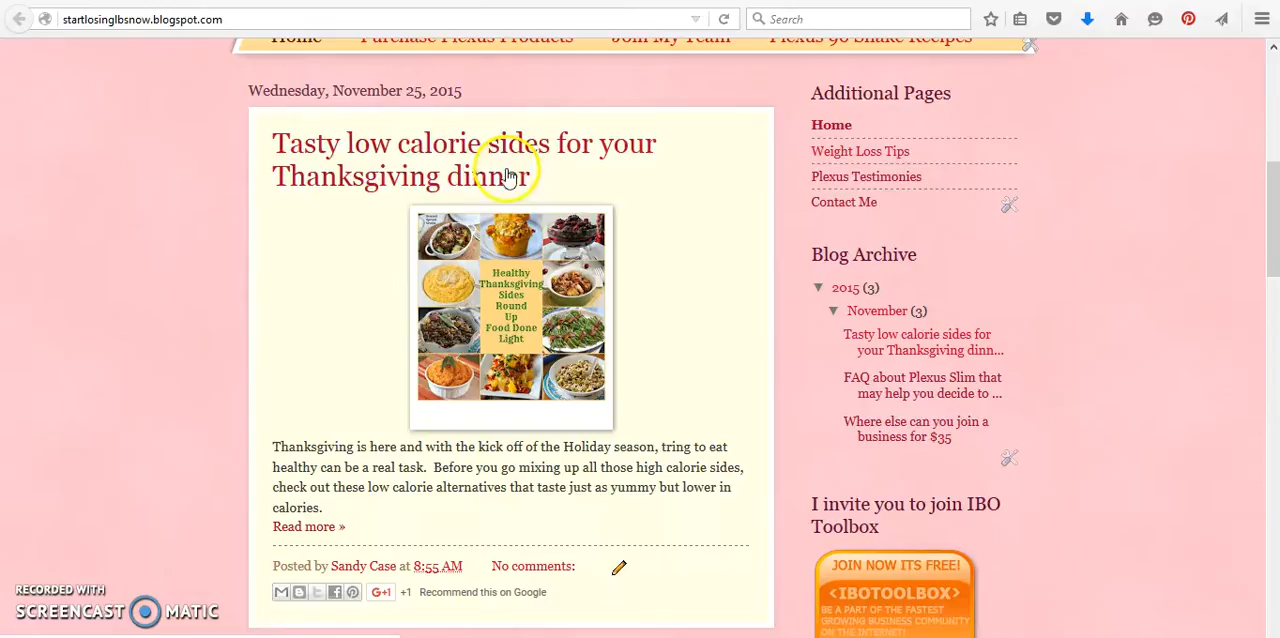 startlosinglbsnow.blogspot.com
Search
Home Purchase Plexus Products Join My Team Plexus 96 Shake Recipes
Wednesday, November 25, 2015
Tasty low calorie sides for your
Thanksgiving dinner
Healthy
Thanksgiving
Sides
Round
Up
Food Done
Light
Thanksgiving is here and with the kick off of the Holiday season, tring to eat
healthy can be a real task. Before you go mixing up all those high calorie sides,
check out these low calorie alternatives that taste just as yummy but lower in
calories.
Read more »
Posted by Sandy Case at 8:55 AM No comments:
G+1 +1 Recommend this on Google
Additional Pages
Home
Weight Loss Tips
Plexus Testimonies
Contact Me
Blog Archive
▼ 2015 (3)
▼ November (3)
Tasty low calorie sides for
your Thanksgiving dinn...
FAQ about Plexus Slim that
may help you decide to ...
Where else can you join a
business for $35
I invite you to join IBO
Toolbox
JOIN NOW ITS FREE!
<IBOTOOLBOX>
BE A PART OF THE FASTEST
GROWING BUSINESS COMMUNITY
ON THE INTERNET!
RECORDED WITH
SCREENCAST MATIC